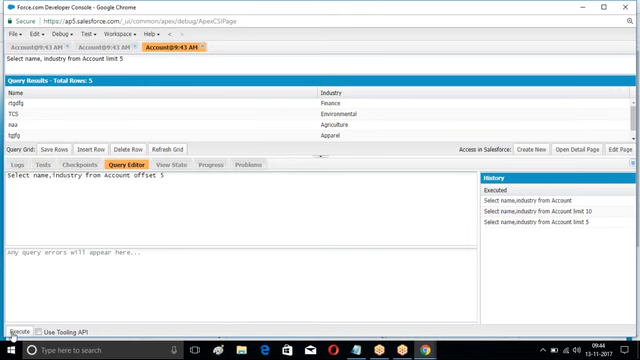 Force.com Developer Console - Google Chrome
Secure https://ap5.salesforce.com/_ui/common/apex/debug/ApexCSIPage
File Edit Debug Test Workspace Help < >
Account@9:43 AM Account@9:43 AM Account@9:43 AM
Select name, industry from Account limit 5
Query Results - Total Rows: 5
Name Industry
rtgdfg Finance
TCS Environmental
naa Agriculture
Apparel
Query Grid: Save Rows Insert Row Delete Row Refresh Grid Access in Salesforce: Create New Open Detail Page Edit Page
Logs Tests Checkpoints Query Editor View State Progress Problems
Select name,industry from Account offset 5
History
Executed
Select name,industry from Account
Select name,industry from Account limit 10
Select name,industry from Account limit 5
Any query errors will appear here...
Execute Use Tooling API
Type here to search
09:44
13-11-2017